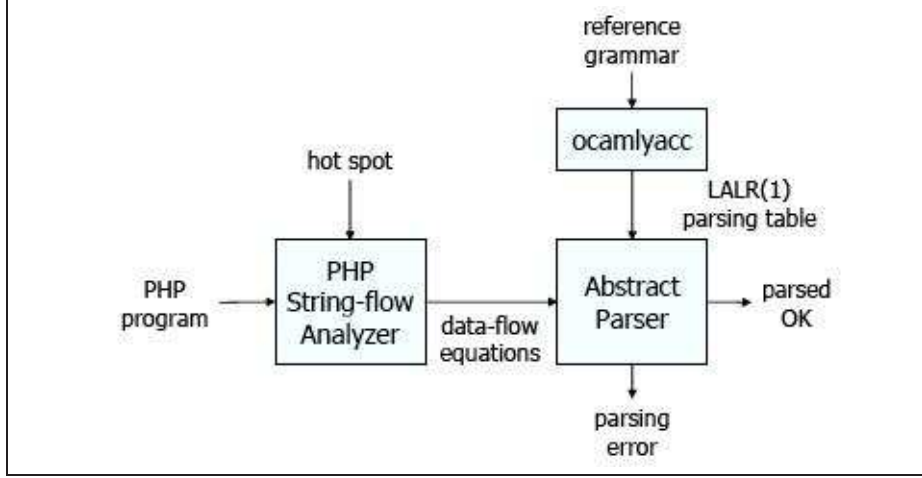 reference
grammar
ocamlyacc
hot spot
LALR(1)
parsing table
PHP
program
PHP
String-flow
Analyzer
data-flow
equations
Abstract
Parser
parsed
OK
parsing
error